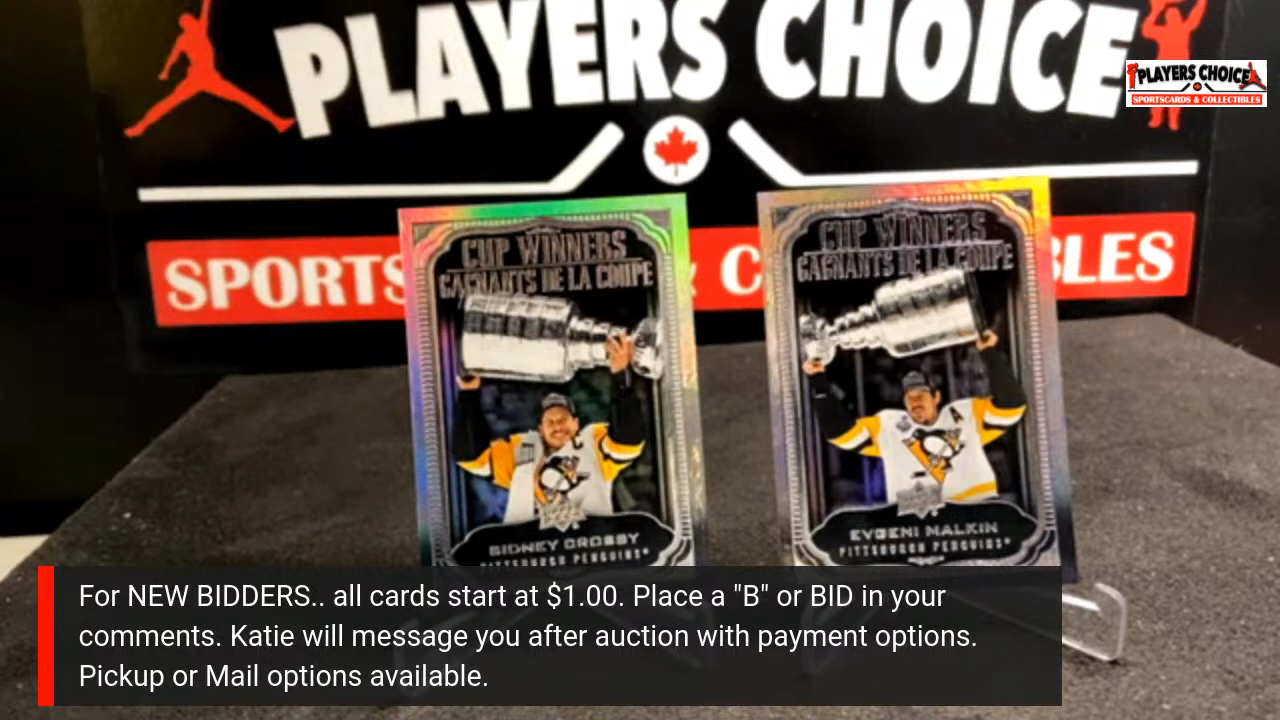 PLAYERS CHOICE
PLAYERS CHOICE
SPORTSCARDS & COLLECTIBLES
SPORTS
C
BLES
CUP WINNERS
GAGNANTS DE LA COUPE
SIDNEY CROSBY
PITTSBURGH PENGUINS
CUP WINNERS
GAGNANTS DE LA COUPE
C
A
EVGENI MALKIN
PITTSBURGH PENGUINS
For NEW BIDDERS.. all cards start at $1.00. Place a "B" or BID in your
comments. Katie will message you after auction with payment options.
Pickup or Mail options available.